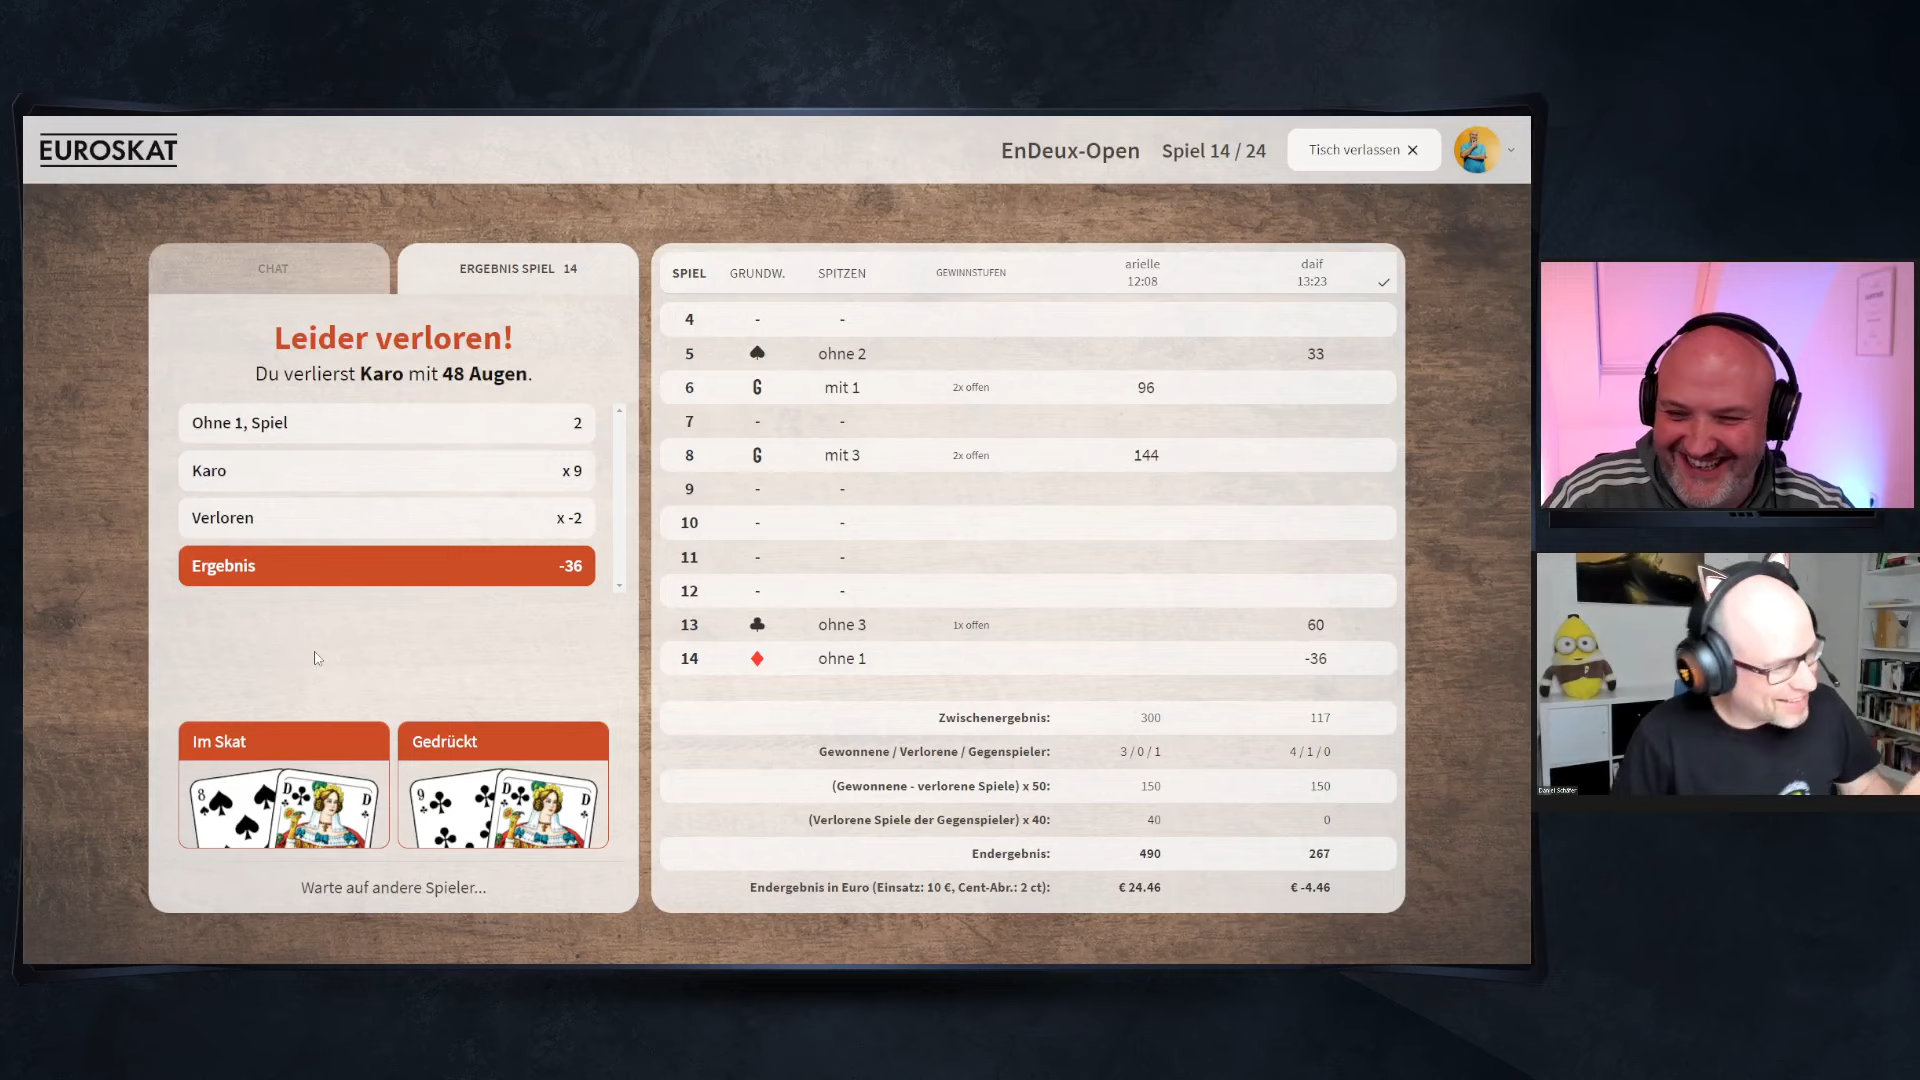 EUROSKAT
EnDeux-Open Spiel 14 / 24 Tisch verlassen ✕
CHAT ERGEBNIS SPIEL 14
Leider verloren!
Du verlierst Karo mit 48 Augen.
Ohne 1, Spiel 2
Karo x 9
Verloren x -2
Ergebnis -36
Im Skat Gedrückt
8 D D 9 D D
Warte auf andere Spieler...
SPIEL GRUNDW. SPITZEN GEWINNSTUFEN arielle 12:08 daif 13:23
4 - -
5 ♠ ohne 2 33
6 G mit 1 2x offen 96
7 - -
8 G mit 3 2x offen 144
9 - -
10 - -
11 - -
12 - -
13 ♣ ohne 3 1x offen 60
14 ♦ ohne 1 -36
Zwischenergebnis: 300 117
Gewonnene / Verlorene / Gegenspieler: 3 / 0 / 1 4 / 1 / 0
(Gewonnene - verlorene Spiele) x 50: 150 150
(Verlorene Spiele der Gegenspieler) x 40: 40 0
Endergebnis: 490 267
Endergebnis in Euro (Einsatz: 10 €, Cent-Abr.: 2 ct): € 24.46 € -4.46
Daniel Schäfer